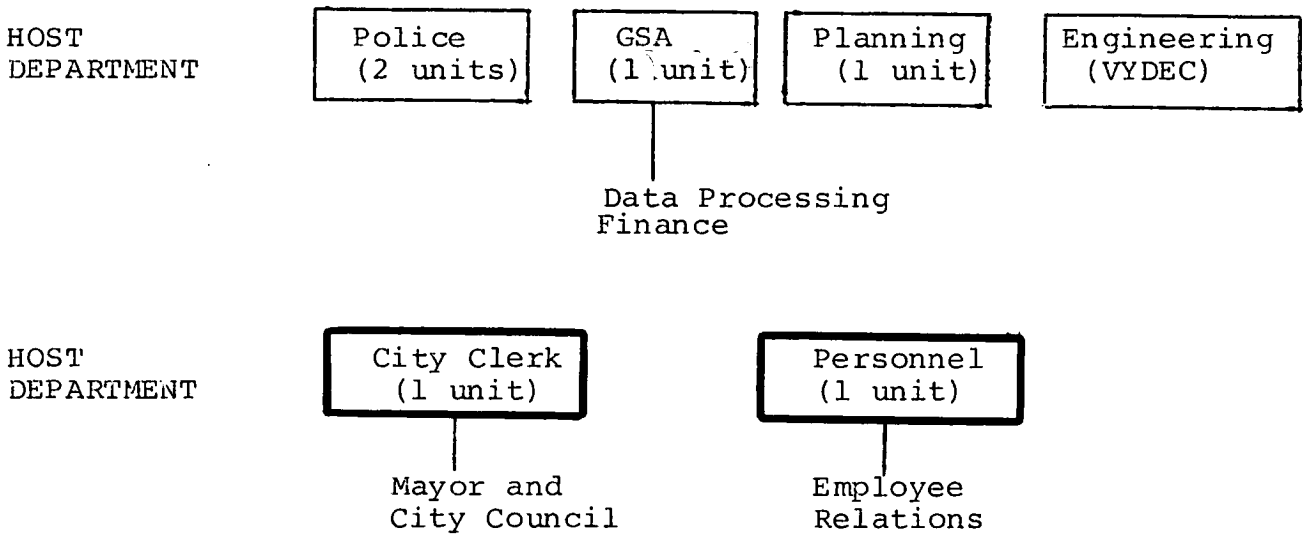 HOST
DEPARTMENT
Police
(2 units)
GSA
(1 unit)
Planning
(1 unit)
Engineering
(VYDEC)
Data Processing
Finance
HOST
DEPARTMENT
City Clerk
(1 unit)
Personnel
(1 unit)
Mayor and
City Council
Employee
Relations